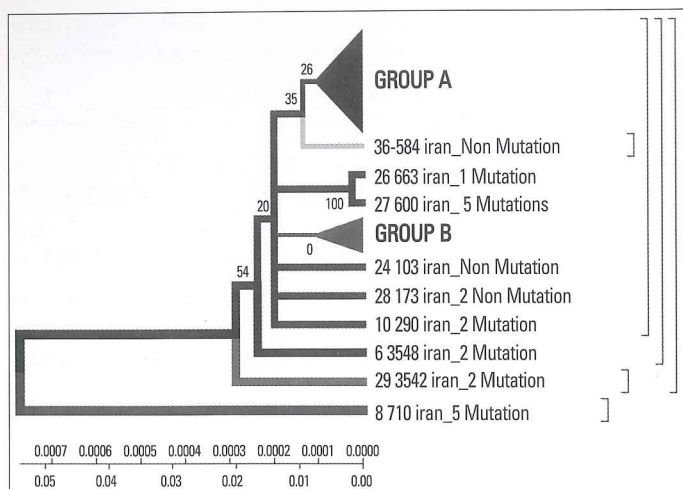 26
GROUP A
35
36-584 iran_Non Mutation
26 663 iran_1 Mutation
100
27 600 iran_ 5 Mutations
20
GROUP B
0
24 103 iran_Non Mutation
54
28 173 iran_2 Non Mutation
10 290 iran_2 Mutation
6 3548 iran_2 Mutation
29 3542 iran_2 Mutation
8 710 iran_5 Mutation
0.0007 0.0006 0.0005 0.0004 0.0003 0.0002 0.0001 0.0000
0.05 0.04 0.03 0.02 0.01 0.00